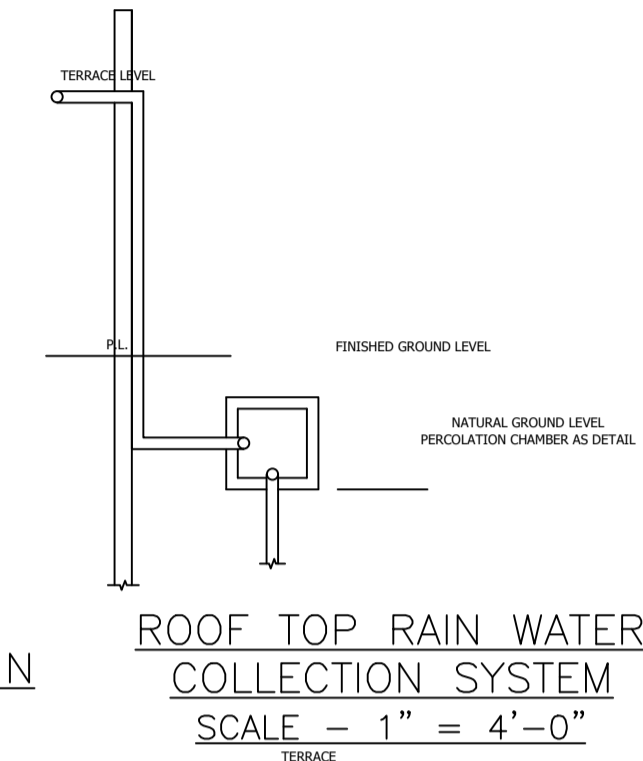 TERRACE LEVEL
P.L.
FINISHED GROUND LEVEL
NATURAL GROUND LEVEL
PERCOLATION CHAMBER AS DETAIL
N
ROOF TOP RAIN WATER
COLLECTION SYSTEM
SCALE - 1" = 4'-0"
TERRACE